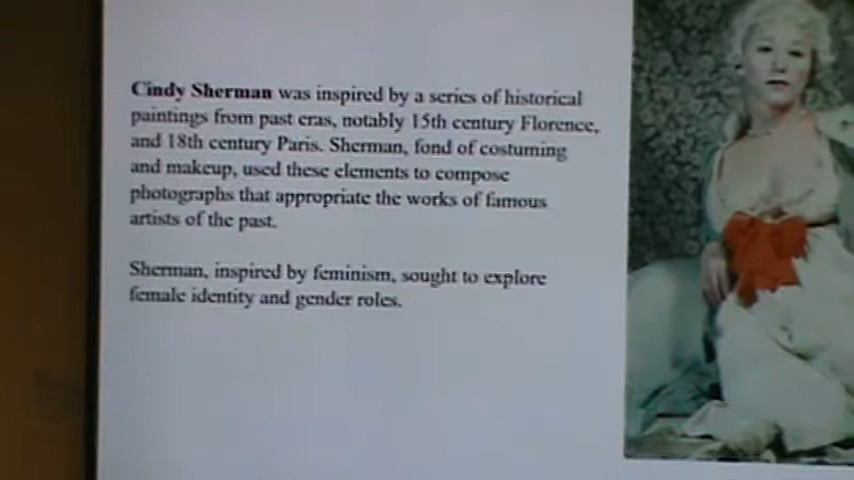 Cindy Sherman was inspired by a series of historical
paintings from past eras, notably 15th century Florence,
and 18th century Paris. Sherman, fond of costuming
and makeup, used these elements to compose
photographs that appropriate the works of famous
artists of the past.
Sherman, inspired by feminism, sought to explore
female identity and gender roles.